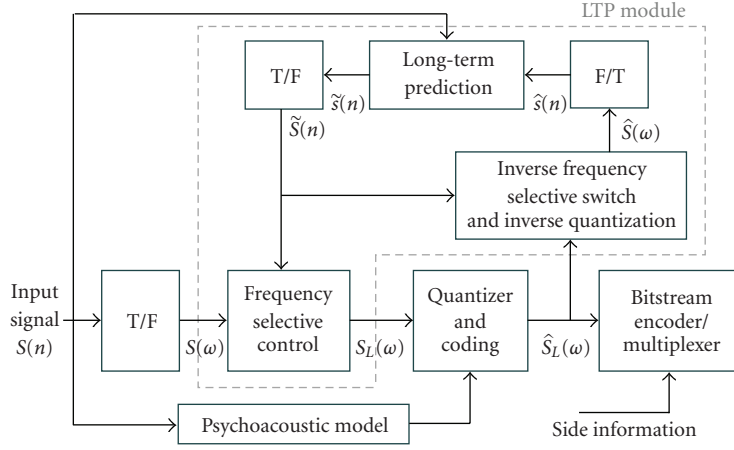 LTP module
T/F
Long-term
prediction
F/T
s̃(n)
ŝ(n)
S̃(n)
Ŝ(ω)
Inverse frequency
selective switch
and inverse quantization
Input
signal
S(n)
T/F
S(ω)
Frequency
selective
control
S_L(ω)
Quantizer
and
coding
Ŝ_L(ω)
Bitstream
encoder/
multiplexer
Psychoacoustic model
Side information